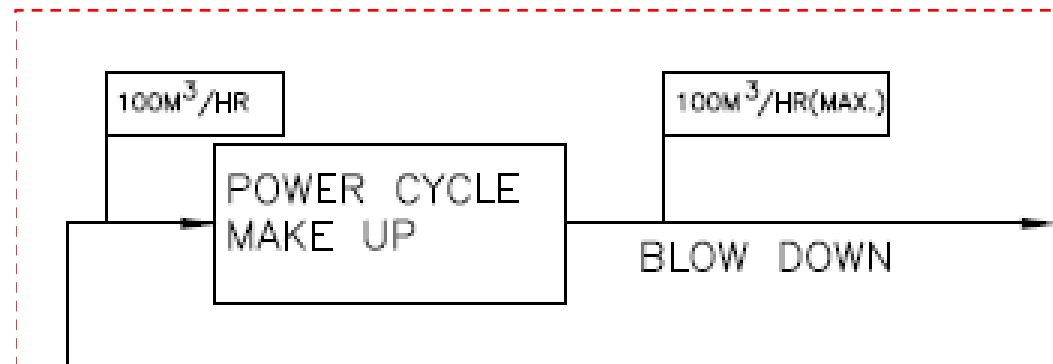 100M³/HR
100M³/HR(MAX.)
POWER CYCLE
MAKE UP
BLOW DOWN